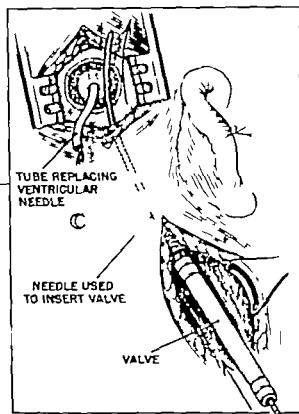 TUBE REPLACING
VENTRICULAR
NEEDLE
C
NEEDLE USED
TO INSERT VALVE
VALVE